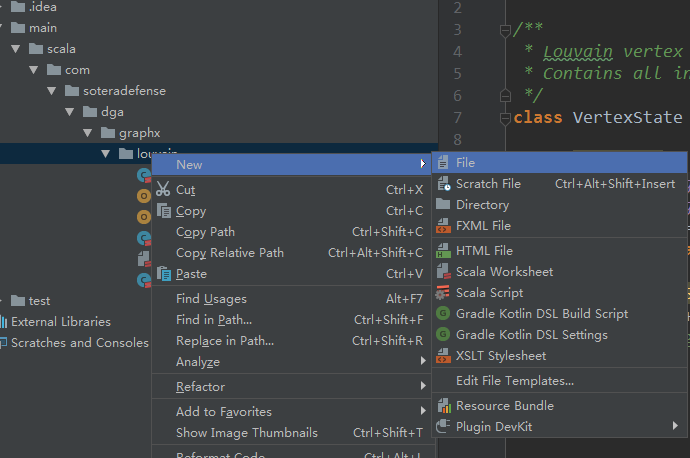 .idea
main
scala
com
soteradefense
dga
graphx
test
External Libraries
Scratches and Consoles
New
Cut Ctrl+X
Copy Ctrl+C
Copy Path Ctrl+Shift+C
Copy Relative Path Ctrl+Alt+Shift+C
Paste Ctrl+V
Find Usages Alt+F7
Find in Path... Ctrl+Shift+F
Replace in Path... Ctrl+Shift+R
Analyze
Refactor
Add to Favorites
Show Image Thumbnails Ctrl+Shift+T
Reformat Code Ctrl+Alt+L
File
Scratch File Ctrl+Alt+Shift+Insert
Directory
FXML File
HTML File
Scala Worksheet
Scala Script
Gradle Kotlin DSL Build Script
Gradle Kotlin DSL Settings
XSLT Stylesheet
Edit File Templates...
Resource Bundle
Plugin DevKit
2
3 /**
4 * Louvain vertex
5 * Contains all in
6 */
7 class VertexState
8